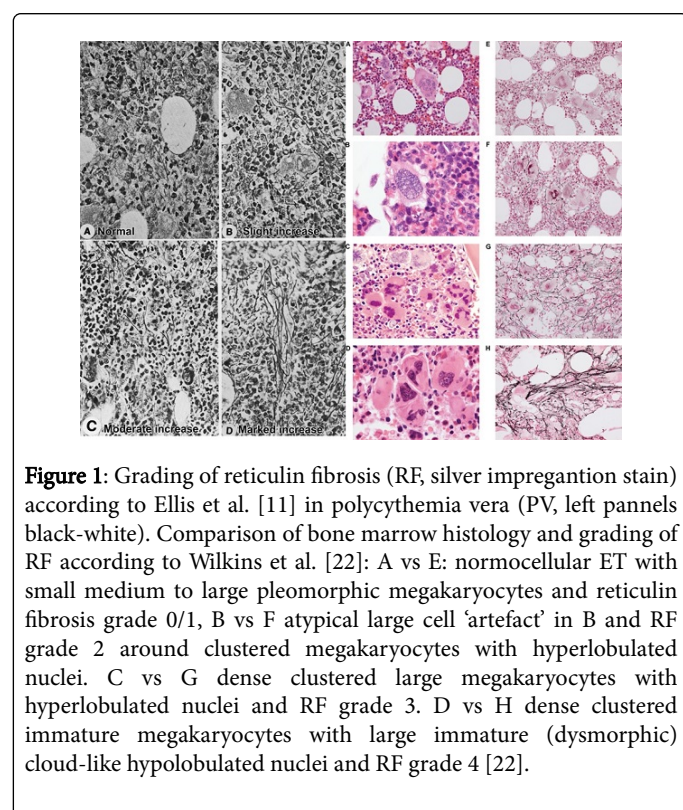 A Normal
B Slight increase
C Moderate increase
D Marked increase
A
B
C
D
E
F
G
H
Figure 1: Grading of reticulin fibrosis (RF, silver impregantion stain)
according to Ellis et al. [11] in polycythemia vera (PV, left pannels
black-white). Comparison of bone marrow histology and grading of
RF according to Wilkins et al. [22]: A vs E: normocellular ET with
small medium to large pleomorphic megakaryocytes and reticulin
fibrosis grade 0/1, B vs F atypical large cell ‘artefact’ in B and RF
grade 2 around clustered megakaryocytes with hyperlobulated
nuclei. C vs G dense clustered large megakaryocytes with
hyperlobulated nuclei and RF grade 3. D vs H dense clustered
immature megakaryocytes with large immature (dysmorphic)
cloud-like hypolobulated nuclei and RF grade 4 [22].